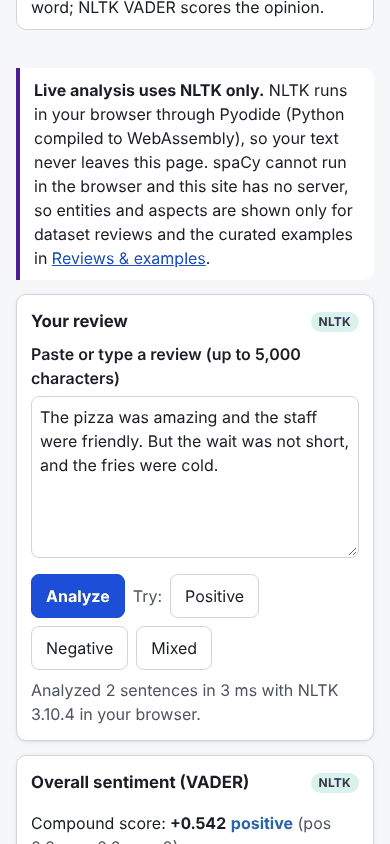 word; NLTK VADER scores the opinion.
Live analysis uses NLTK only. NLTK runs
in your browser through Pyodide (Python
compiled to WebAssembly), so your text
never leaves this page. spaCy cannot run
in the browser and this site has no server,
so entities and aspects are shown only for
dataset reviews and the curated examples
in Reviews & examples.
Your review NLTK
Paste or type a review (up to 5,000
characters)
The pizza was amazing and the staff
were friendly. But the wait was not short,
and the fries were cold.
Analyze Try: Positive
Negative Mixed
Analyzed 2 sentences in 3 ms with NLTK
3.10.4 in your browser.
Overall sentiment (VADER) NLTK
Compound score: +0.542 positive (pos